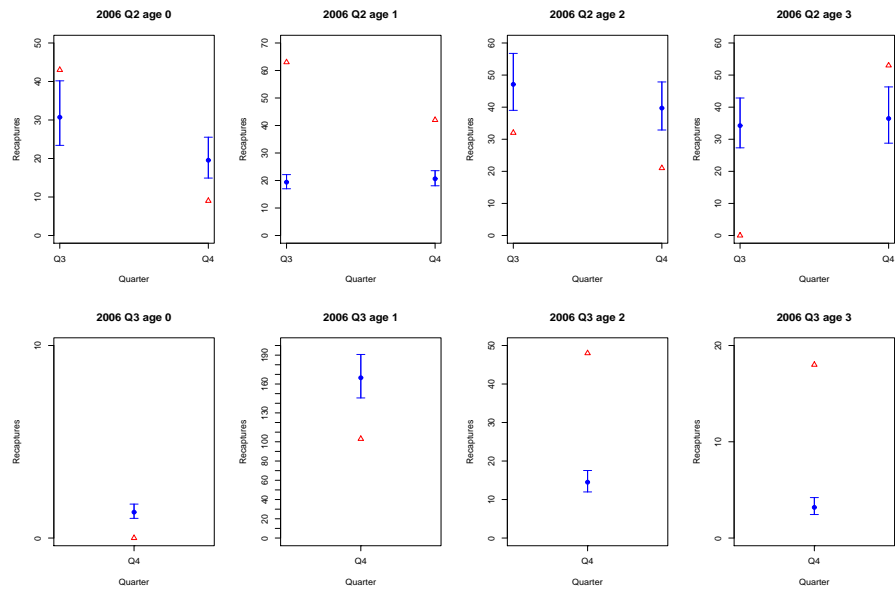 2006 Q2 age 0
50
40
30
20
10
0
Recaptures
Q3 Q4
Quarter
2006 Q2 age 1
70
60
50
40
30
20
10
0
Recaptures
Q3 Q4
Quarter
2006 Q2 age 2
60
50
40
30
20
10
0
Recaptures
Q3 Q4
Quarter
2006 Q2 age 3
60
50
40
30
20
10
0
Recaptures
Q3 Q4
Quarter
2006 Q3 age 0
10
0
Recaptures
Q4
Quarter
2006 Q3 age 1
190
160
130
100
80
60
40
20
0
Recaptures
Q4
Quarter
2006 Q3 age 2
50
40
30
20
10
0
Recaptures
Q4
Quarter
2006 Q3 age 3
20
10
0
Recaptures
Q4
Quarter